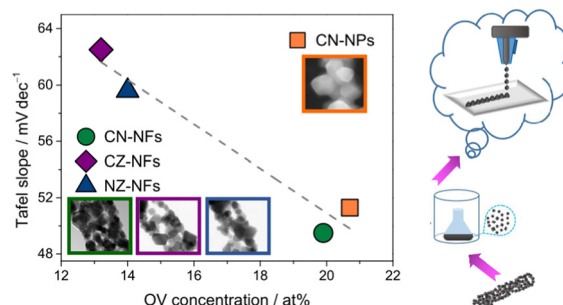 64
60
56
52
48
Tafel slope / mV dec⁻¹
CN-NPs
CN-NFs
CZ-NFs
NZ-NFs
12 14 16 18 20 22
OV concentration / at%